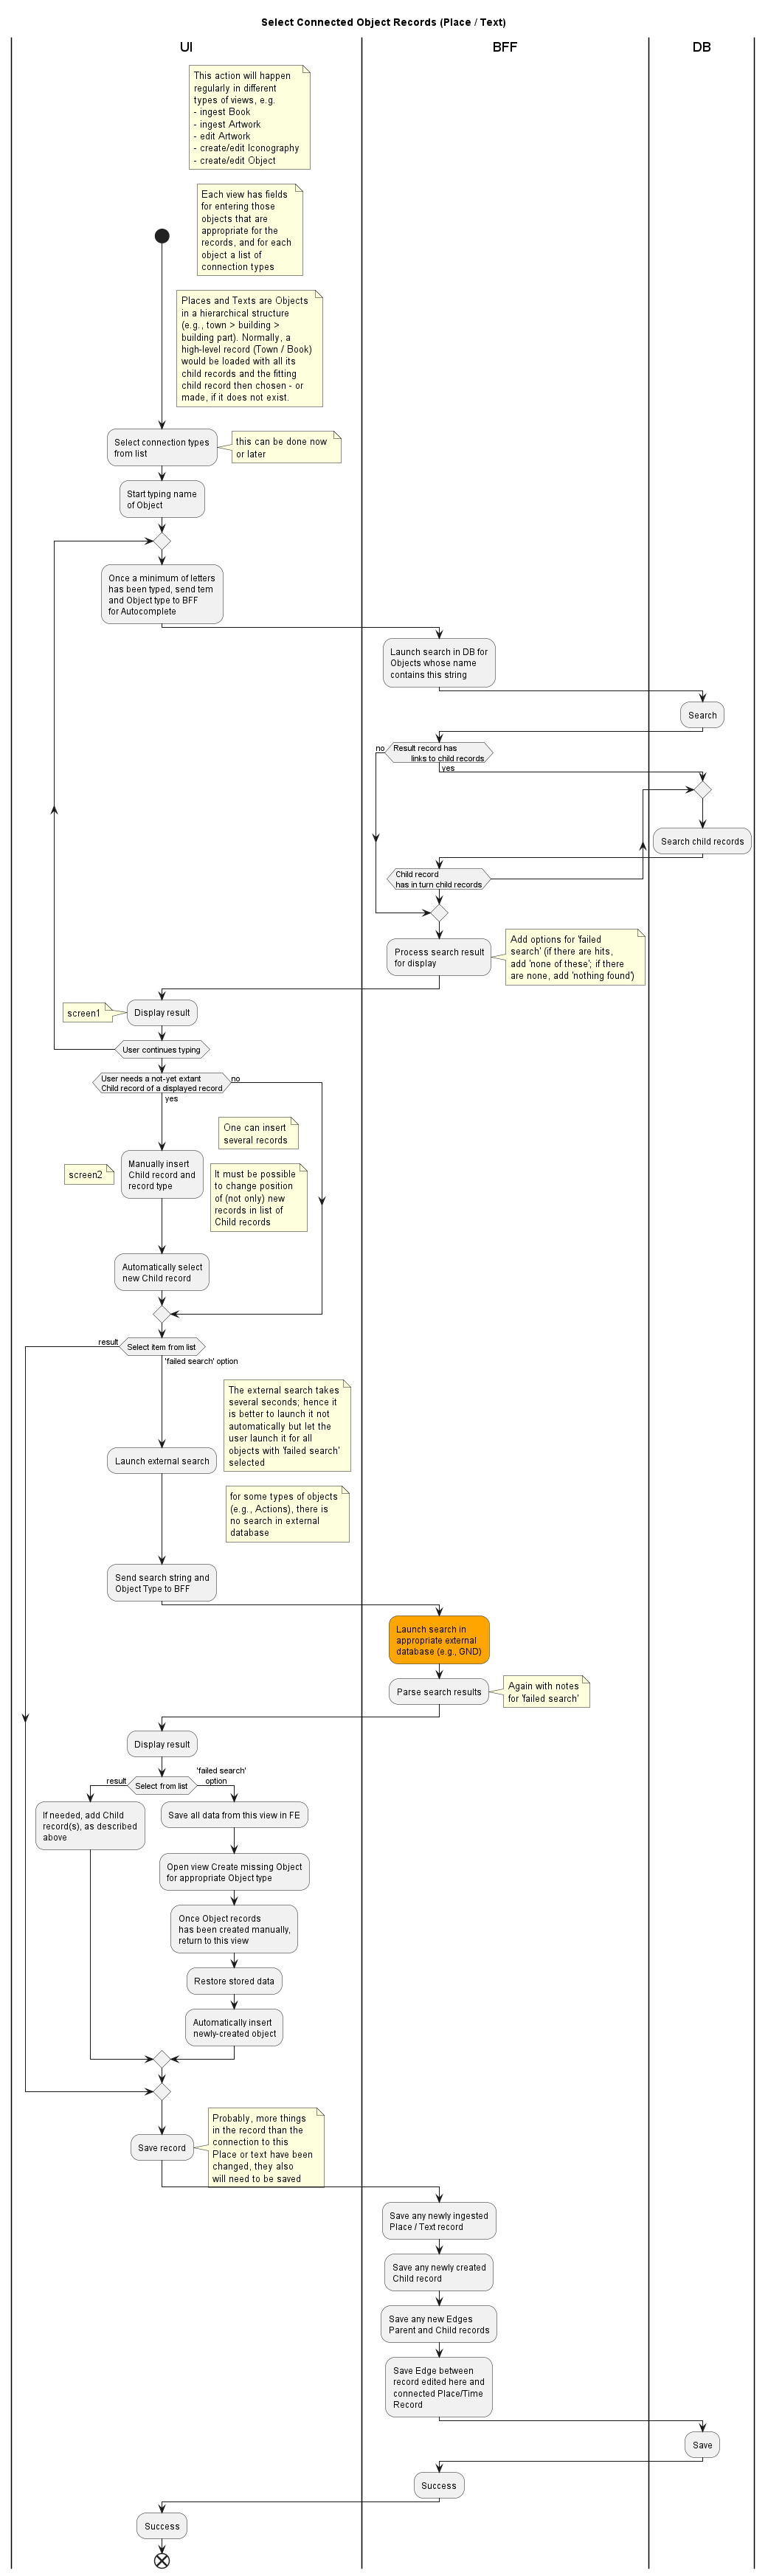 Select Connected Object Records (Place / Text)
UI
BFF
DB
This action will happen
regularly in different
types of views, e.g.
- ingest Book
- ingest Artwork
- edit Artwork
- create/edit Iconography
- create/edit Object
Each view has fields
for entering those
objects that are
appropriate for the
records, and for each
object a list of
connection types
Places and Texts are Objects
in a hierarchical structure
(e.g., town > building >
building part). Normally, a
high-level record (Town / Book)
would be loaded with all its
child records and the fitting
child record then chosen - or
made, if it does not exist.
Select connection types
from list
this can be done now
or later
Start typing name
of Object
Once a minimum of letters
has been typed, send tem
and Object type to BFF
for Autocomplete
Launch search in DB for
Objects whose name
contains this string
Search
no
Result record has
links to child records
yes
Search child records
Child record
has in turn child records
Process search result
for display
Add options for 'failed
search' (if there are hits,
add 'none of these'; if there
are none, add 'nothing found')
screen1
Display result
User continues typing
User needs a not-yet extant
Child record of a displayed record
no
yes
One can insert
several records
screen2
Manually insert
Child record and
record type
It must be possible
to change position
of (not only) new
records in list of
Child records
Automatically select
new Child record
result
Select item from list
'failed search' option
The external search takes
several seconds; hence it
is better to launch it not
automatically but let the
user launch it for all
objects with 'failed search'
selected
Launch external search
for some types of objects
(e.g., Actions), there is
no search in external
database
Send search string and
Object Type to BFF
Launch search in
appropriate external
database (e.g., GND)
Parse search results
Again with notes
for 'failed search'
Display result
result
Select from list
'failed search'
option
If needed, add Child
record(s), as described
above
Save all data from this view in FE
Open view Create missing Object
for appropriate Object type
Once Object records
has been created manually,
return to this view
Restore stored data
Automatically insert
newly-created object
Save record
Probably, more things
in the record than the
connection to this
Place or text have been
changed, they also
will need to be saved
Save any newly ingested
Place / Text record
Save any newly created
Child record
Save any new Edges
Parent and Child records
Save Edge between
record edited here and
connected Place/Time
Record
Save
Success
Success